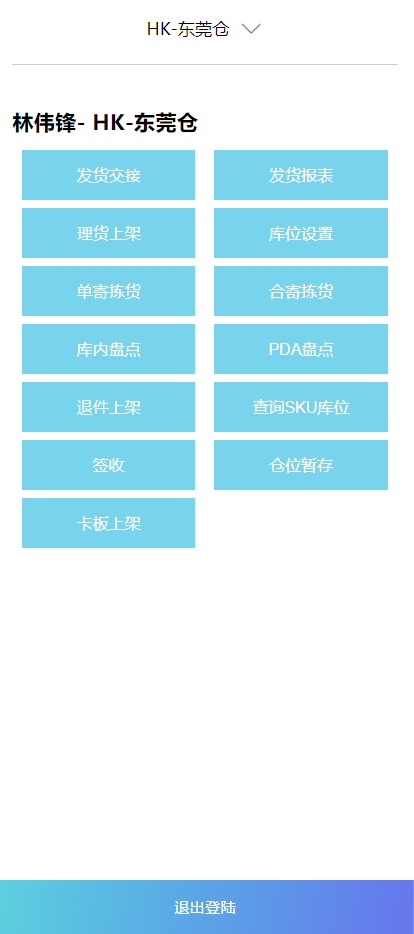 HK-东莞仓
林伟锋- HK-东莞仓
发货交接 发货报表
理货上架 库位设置
单寄拣货 合寄拣货
库内盘点 PDA盘点
退件上架 查询SKU库位
签收 仓位暂存
卡板上架
退出登陆